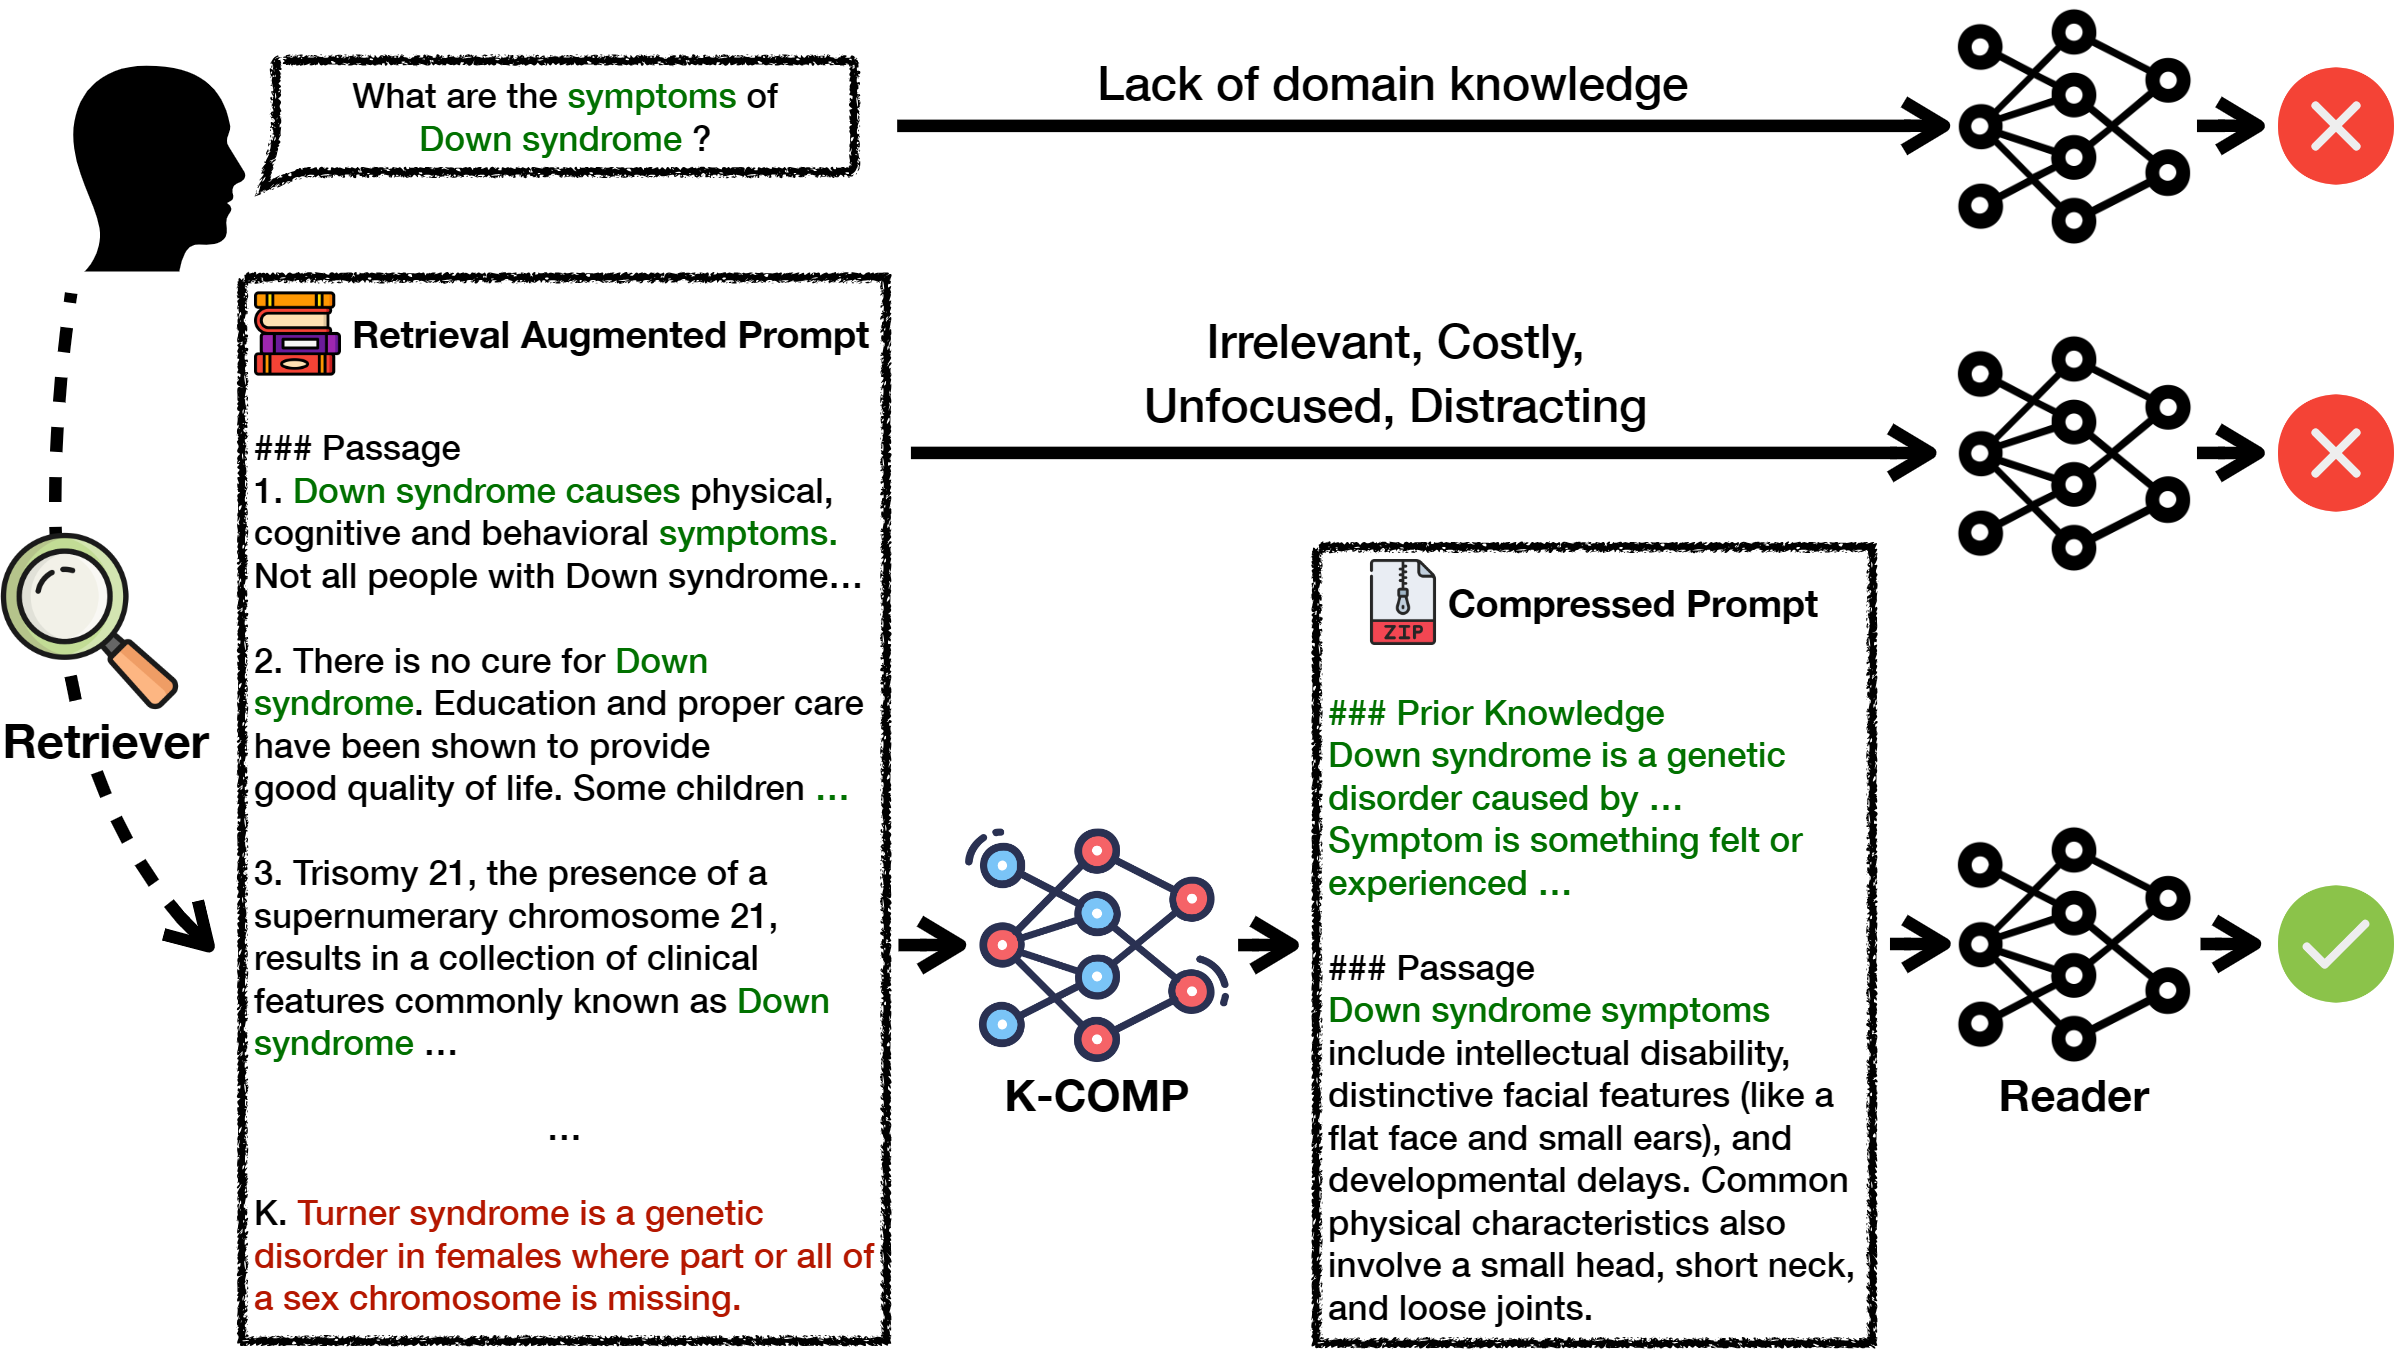 What are the symptoms of
Down syndrome ?
Lack of domain knowledge
Retrieval Augmented Prompt
### Passage
1. Down syndrome causes physical,
cognitive and behavioral symptoms.
Not all people with Down syndrome...
2. There is no cure for Down
syndrome. Education and proper care
have been shown to provide
good quality of life. Some children ...
3. Trisomy 21, the presence of a
supernumerary chromosome 21,
results in a collection of clinical
features commonly known as Down
syndrome ...
...
K. Turner syndrome is a genetic
disorder in females where part or all of
a sex chromosome is missing.
Irrelevant, Costly,
Unfocused, Distracting
Retriever
K-COMP
ZIP
Compressed Prompt
### Prior Knowledge
Down syndrome is a genetic
disorder caused by ...
Symptom is something felt or
experienced ...
### Passage
Down syndrome symptoms
include intellectual disability,
distinctive facial features (like a
flat face and small ears), and
developmental delays. Common
physical characteristics also
involve a small head, short neck,
and loose joints.
Reader